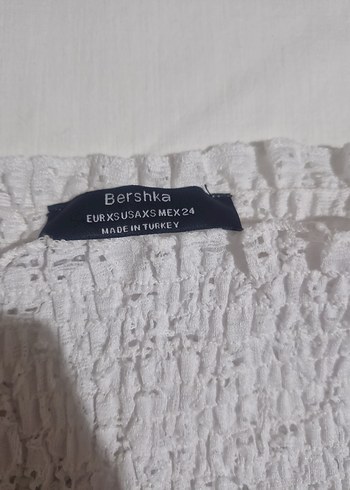 Bershka
EUR XS USA XS MEX 24
MADE IN TURKEY